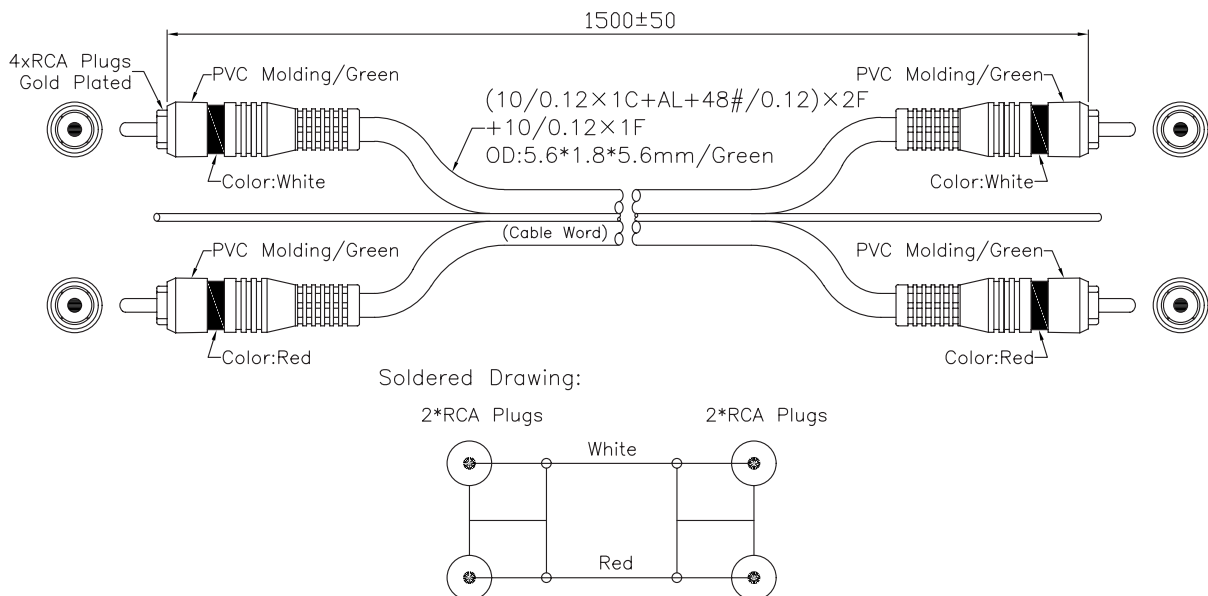 1500±50
4xRCA Plugs
Gold Plated
PVC Molding/Green
PVC Molding/Green
(10/0.12×1C+AL+48#/0.12)×2F
+10/0.12×1F
OD:5.6*1.8*5.6mm/Green
Color:White
Color:White
(Cable Word)
PVC Molding/Green
PVC Molding/Green
Color:Red
Color:Red
Soldered Drawing:
2*RCA Plugs
2*RCA Plugs
White
Red